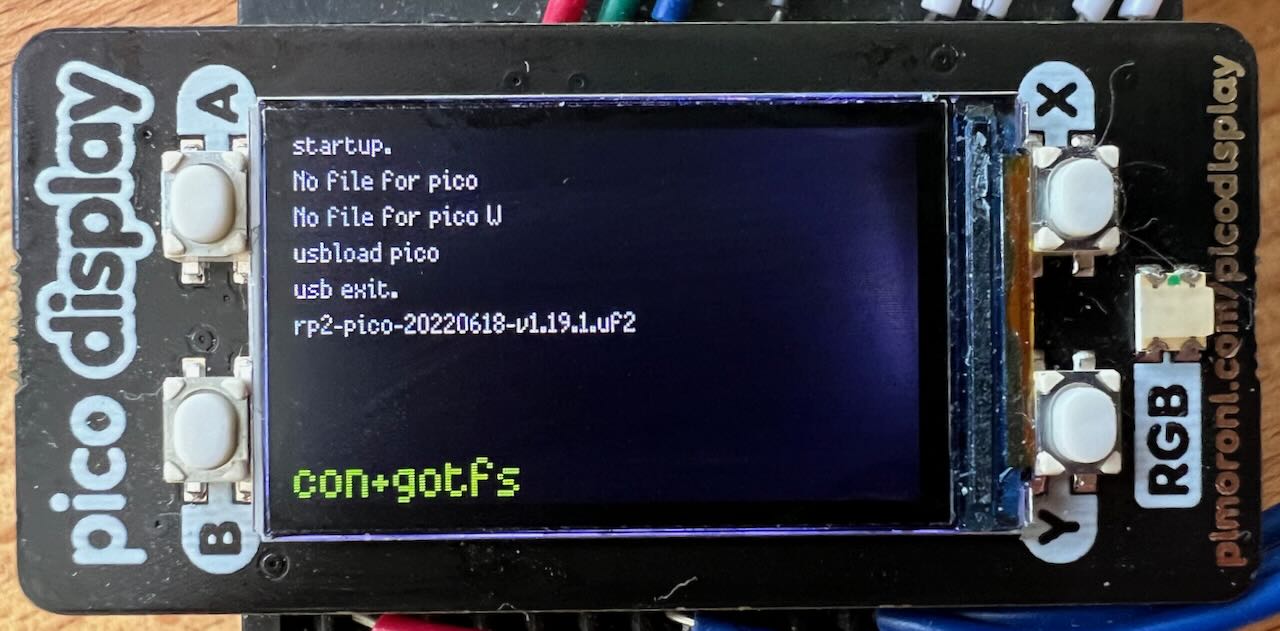 pico display
A
B
startup.
No file for pico
No file for pico W
usbload pico
usb exit.
rp2-pico-20220618-v1.19.1.uf2
con+gotfs
X
Y
RGB
pimoroni.com/picodisplay